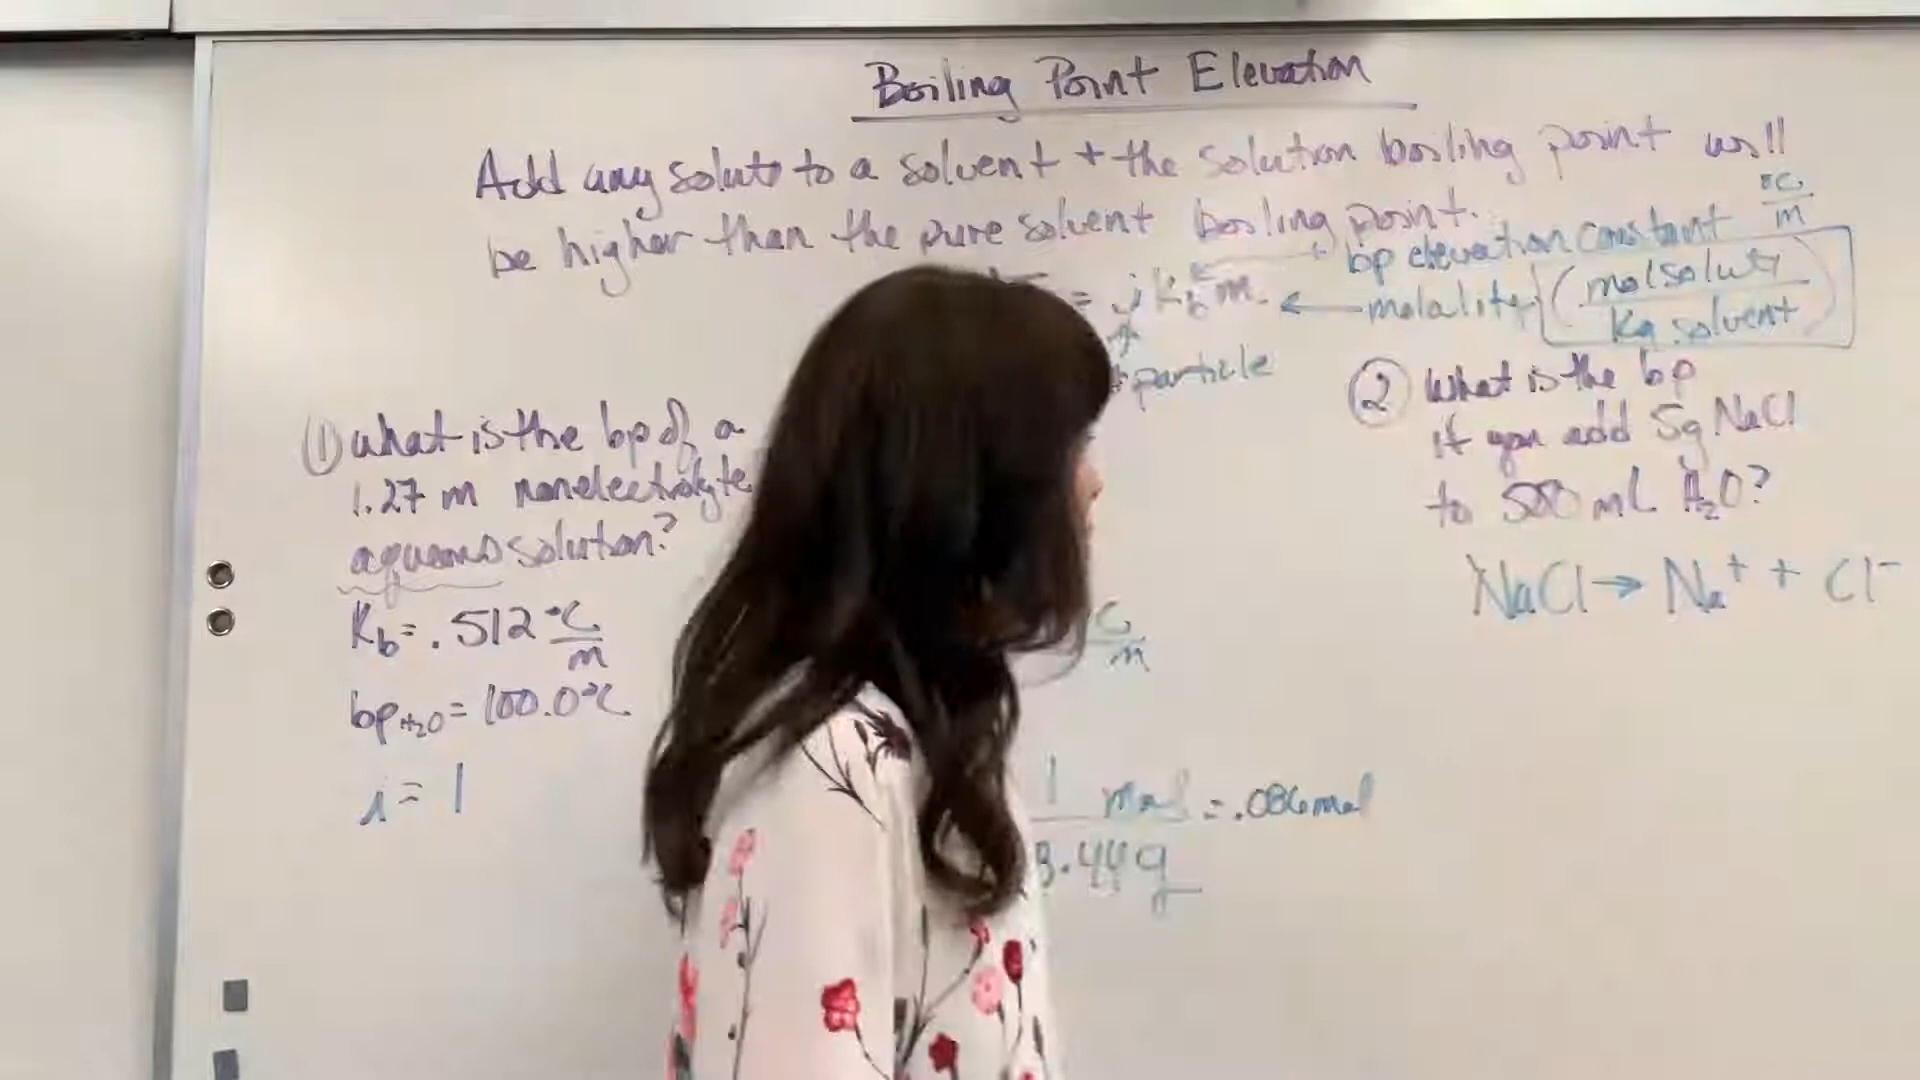 Boiling Point Elevation
Add any solute to a solvent + the solution boiling point will
be higher than the pure solvent boiling point.
bp elevation constant °C/m
= i Kb m ← molality (mol solute / Kg solvent)
particle
① What is the bp of a
1.27 m nonelectrolyte
aqueous solution?
Kb = .512 °C/m
bp H2O = 100.0°C
i = 1
② What is the bp
if you add 5g NaCl
to 500 mL H2O?
NaCl → Na+ + Cl-
C/m
1 mol = .086 mol
8.44g